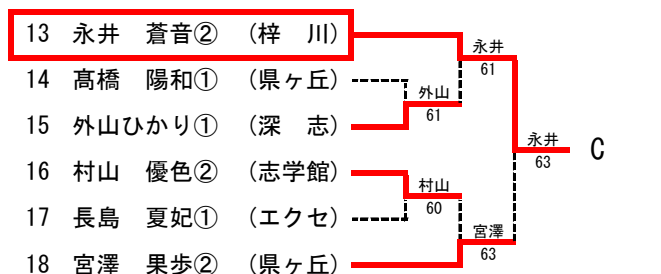 13 永井 蒼音② (梓 川)
永井
61
14 髙橋 陽和① (県ヶ丘)
外山
61
15 外山ひかり① (深 志)
永井
63
C
16 村山 優色② (志学館)
村山
60
17 長島 夏妃① (エクセ)
宮澤
63
18 宮澤 果歩② (県ヶ丘)